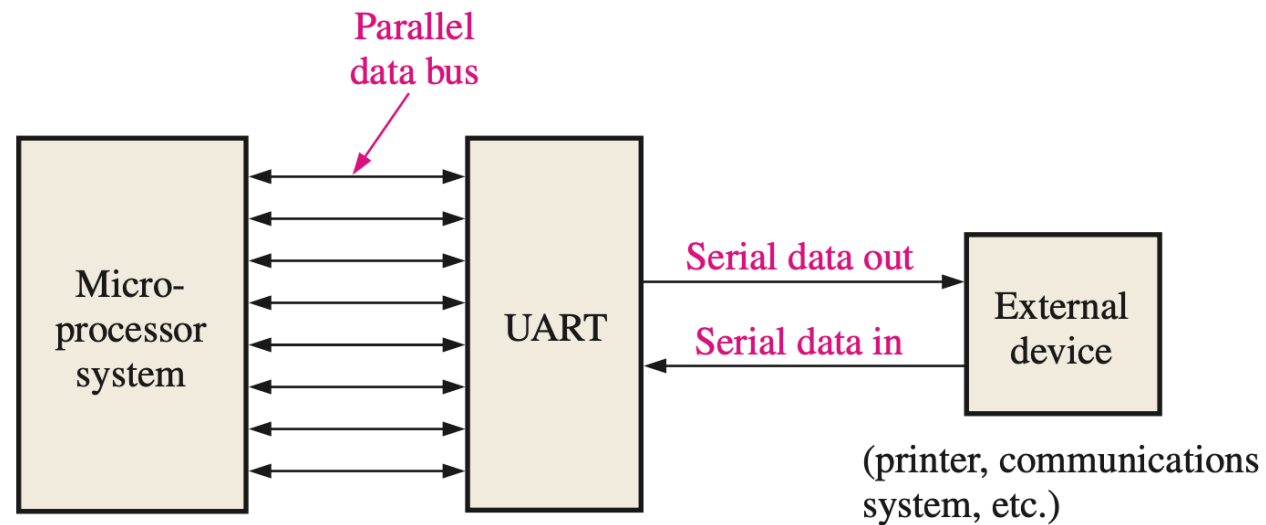 Parallel
data bus
Micro-
processor
system
UART
Serial data out
Serial data in
External
device
(printer, communications
system, etc.)